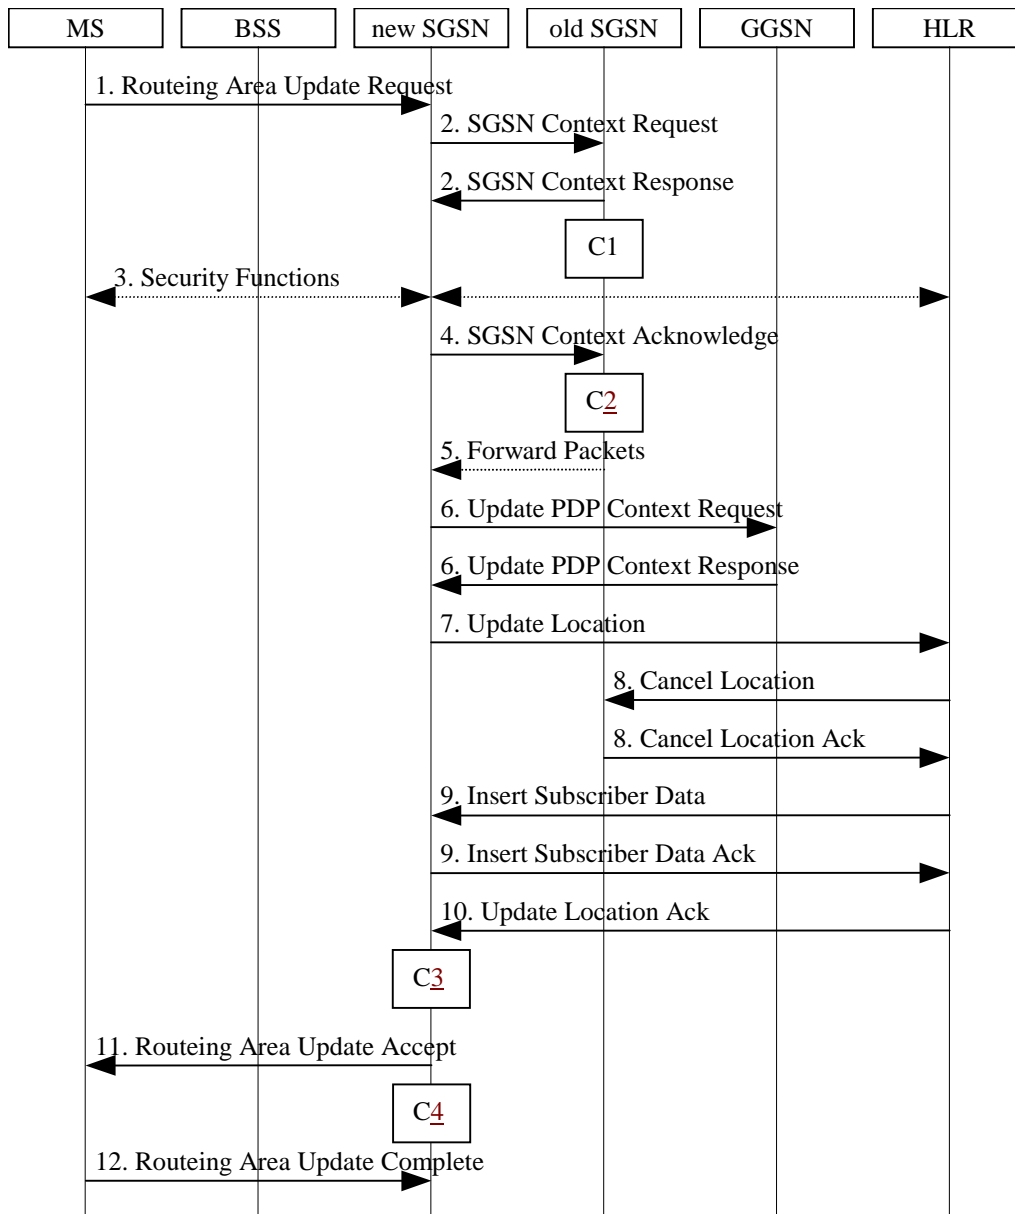 MS BSS new SGSN old SGSN GGSN HLR
1. Routeing Area Update Request
2. SGSN Context Request
2. SGSN Context Response
C1
3. Security Functions
4. SGSN Context Acknowledge
C2
5. Forward Packets
6. Update PDP Context Request
6. Update PDP Context Response
7. Update Location
8. Cancel Location
8. Cancel Location Ack
9. Insert Subscriber Data
9. Insert Subscriber Data Ack
10. Update Location Ack
C3
11. Routeing Area Update Accept
C4
12. Routeing Area Update Complete